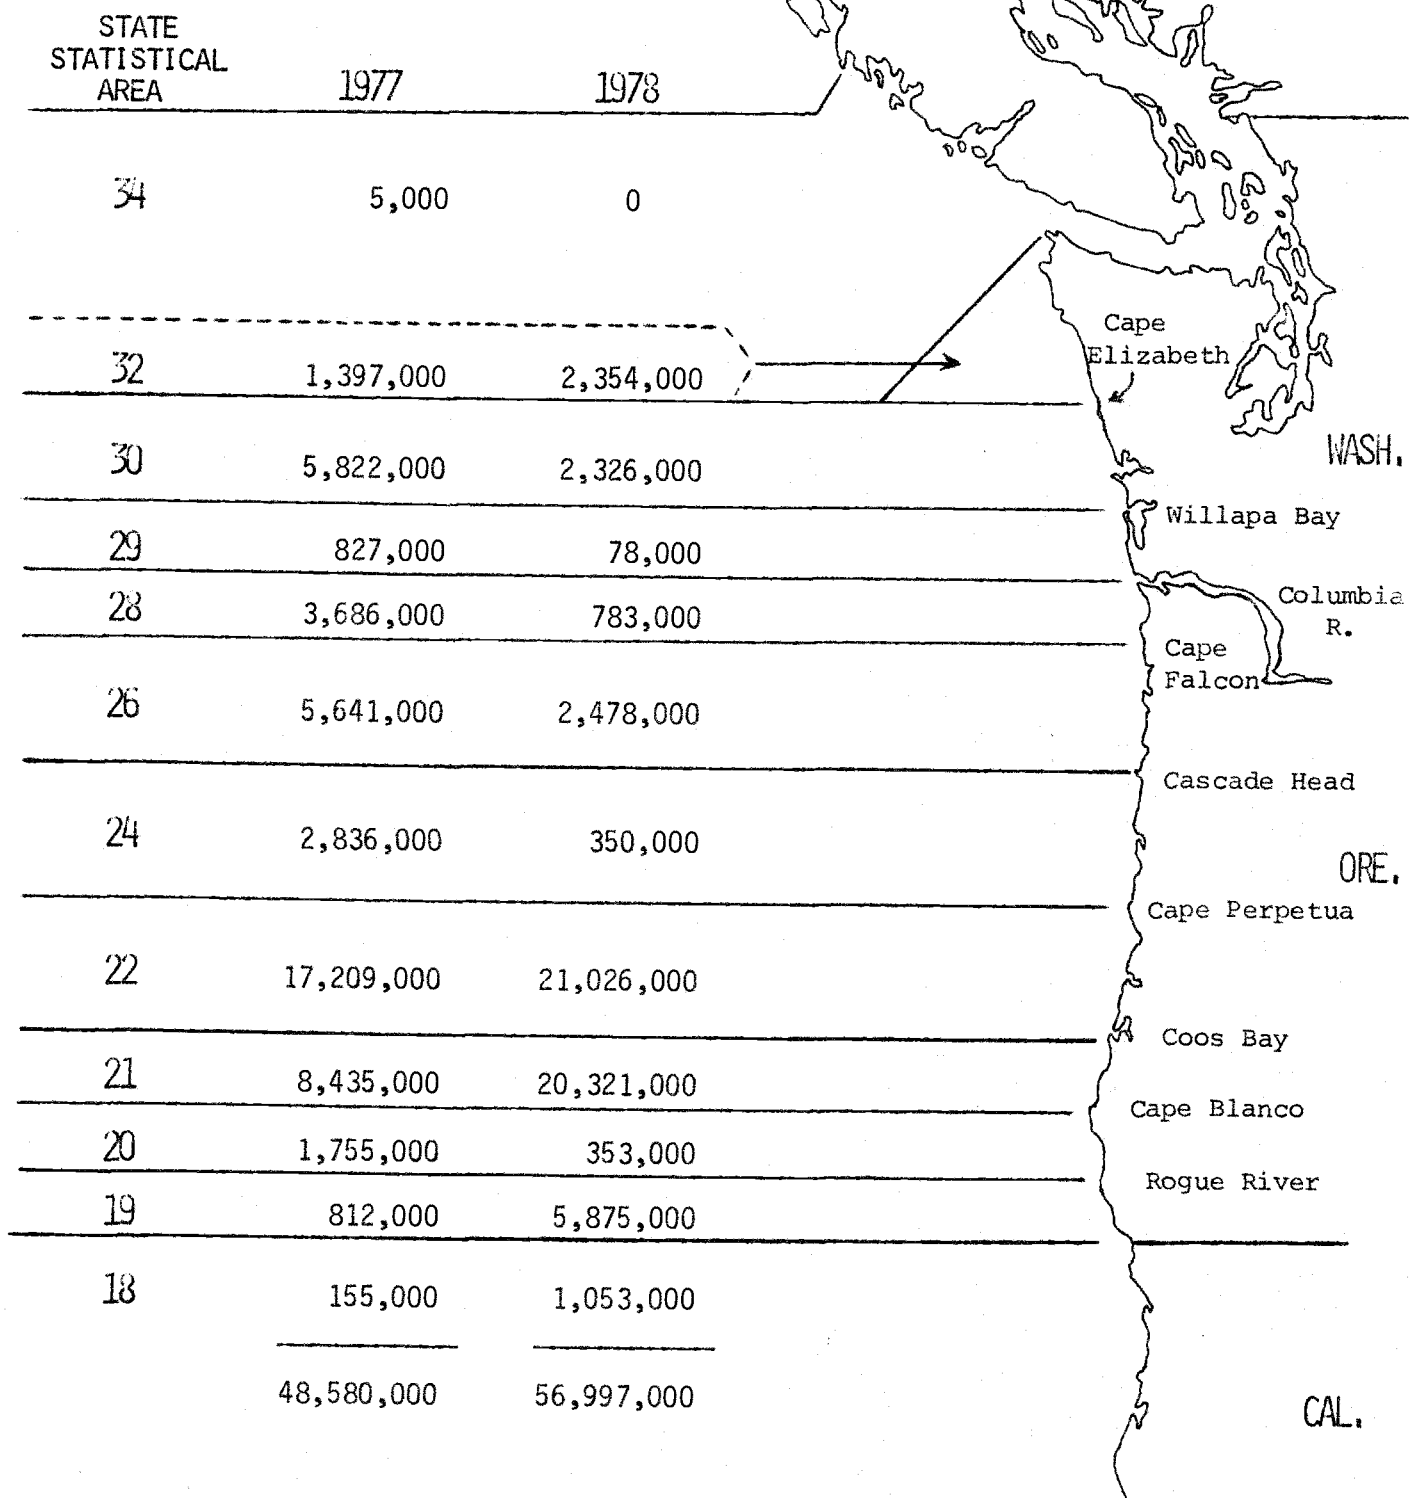 STATE
STATISTICAL
AREA 1977 1978
34 5,000 0
Cape
Elizabeth
32 1,397,000 2,354,000
WASH.
30 5,822,000 2,326,000
Willapa Bay
29 827,000 78,000
Columbia
R.
28 3,686,000 783,000
Cape
Falcon
26 5,641,000 2,478,000
Cascade Head
24 2,836,000 350,000
ORE.
Cape Perpetua
22 17,209,000 21,026,000
Coos Bay
21 8,435,000 20,321,000
Cape Blanco
20 1,755,000 353,000
Rogue River
19 812,000 5,875,000
18 155,000 1,053,000
48,580,000 56,997,000
CAL.